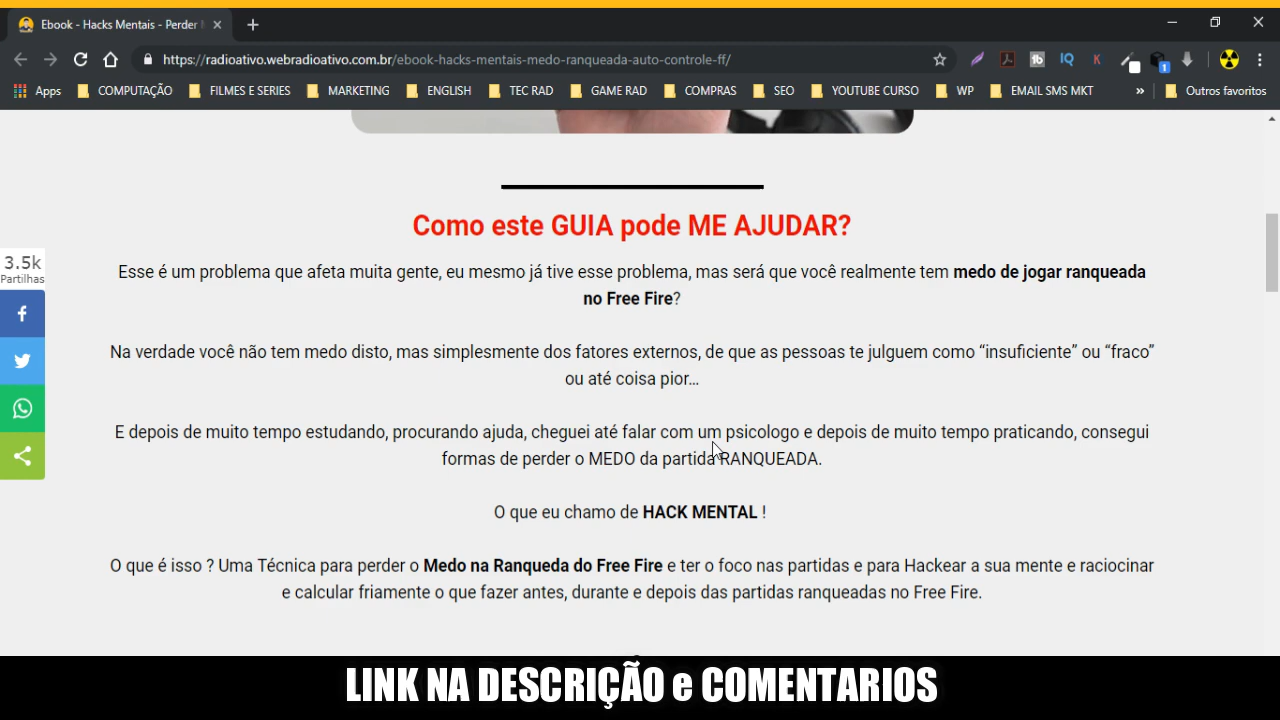 Ebook - Hacks Mentais - Perder
https://radioativo.webradioativo.com.br/ebook-hacks-mentais-medo-ranqueada-auto-controle-ff/
Apps COMPUTAÇÃO FILMES E SERIES MARKETING ENGLISH TEC RAD GAME RAD COMPRAS SEO YOUTUBE CURSO WP EMAIL SMS MKT » Outros favoritos
Como este GUIA pode ME AJUDAR?
3.5k
Partilhas
Esse é um problema que afeta muita gente, eu mesmo já tive esse problema, mas será que você realmente tem medo de jogar ranqueada
no Free Fire?
Na verdade você não tem medo disto, mas simplesmente dos fatores externos, de que as pessoas te julguem como “insuficiente” ou “fraco”
ou até coisa pior…
E depois de muito tempo estudando, procurando ajuda, cheguei até falar com um psicologo e depois de muito tempo praticando, consegui
formas de perder o MEDO da partida RANQUEADA.
O que eu chamo de HACK MENTAL !
O que é isso ? Uma Técnica para perder o Medo na Ranqueda do Free Fire e ter o foco nas partidas e para Hackear a sua mente e raciocinar
e calcular friamente o que fazer antes, durante e depois das partidas ranqueadas no Free Fire.
LINK NA DESCRIÇÃO e COMENTARIOS